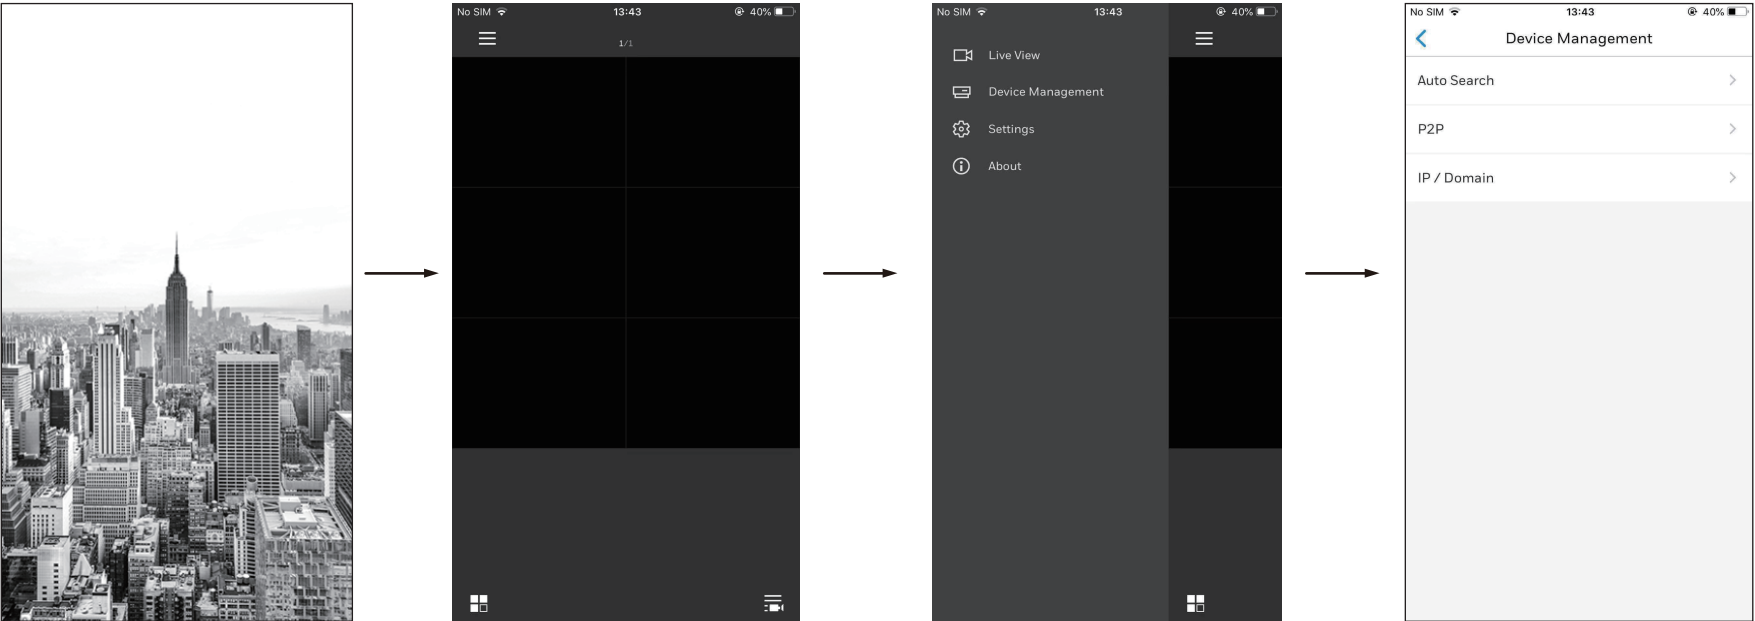 No SIM 13:43 40%
1/1
No SIM 13:43 40%
Live View
Device Management
Settings
About
No SIM 13:43 40%
Device Management
Auto Search
P2P
IP / Domain